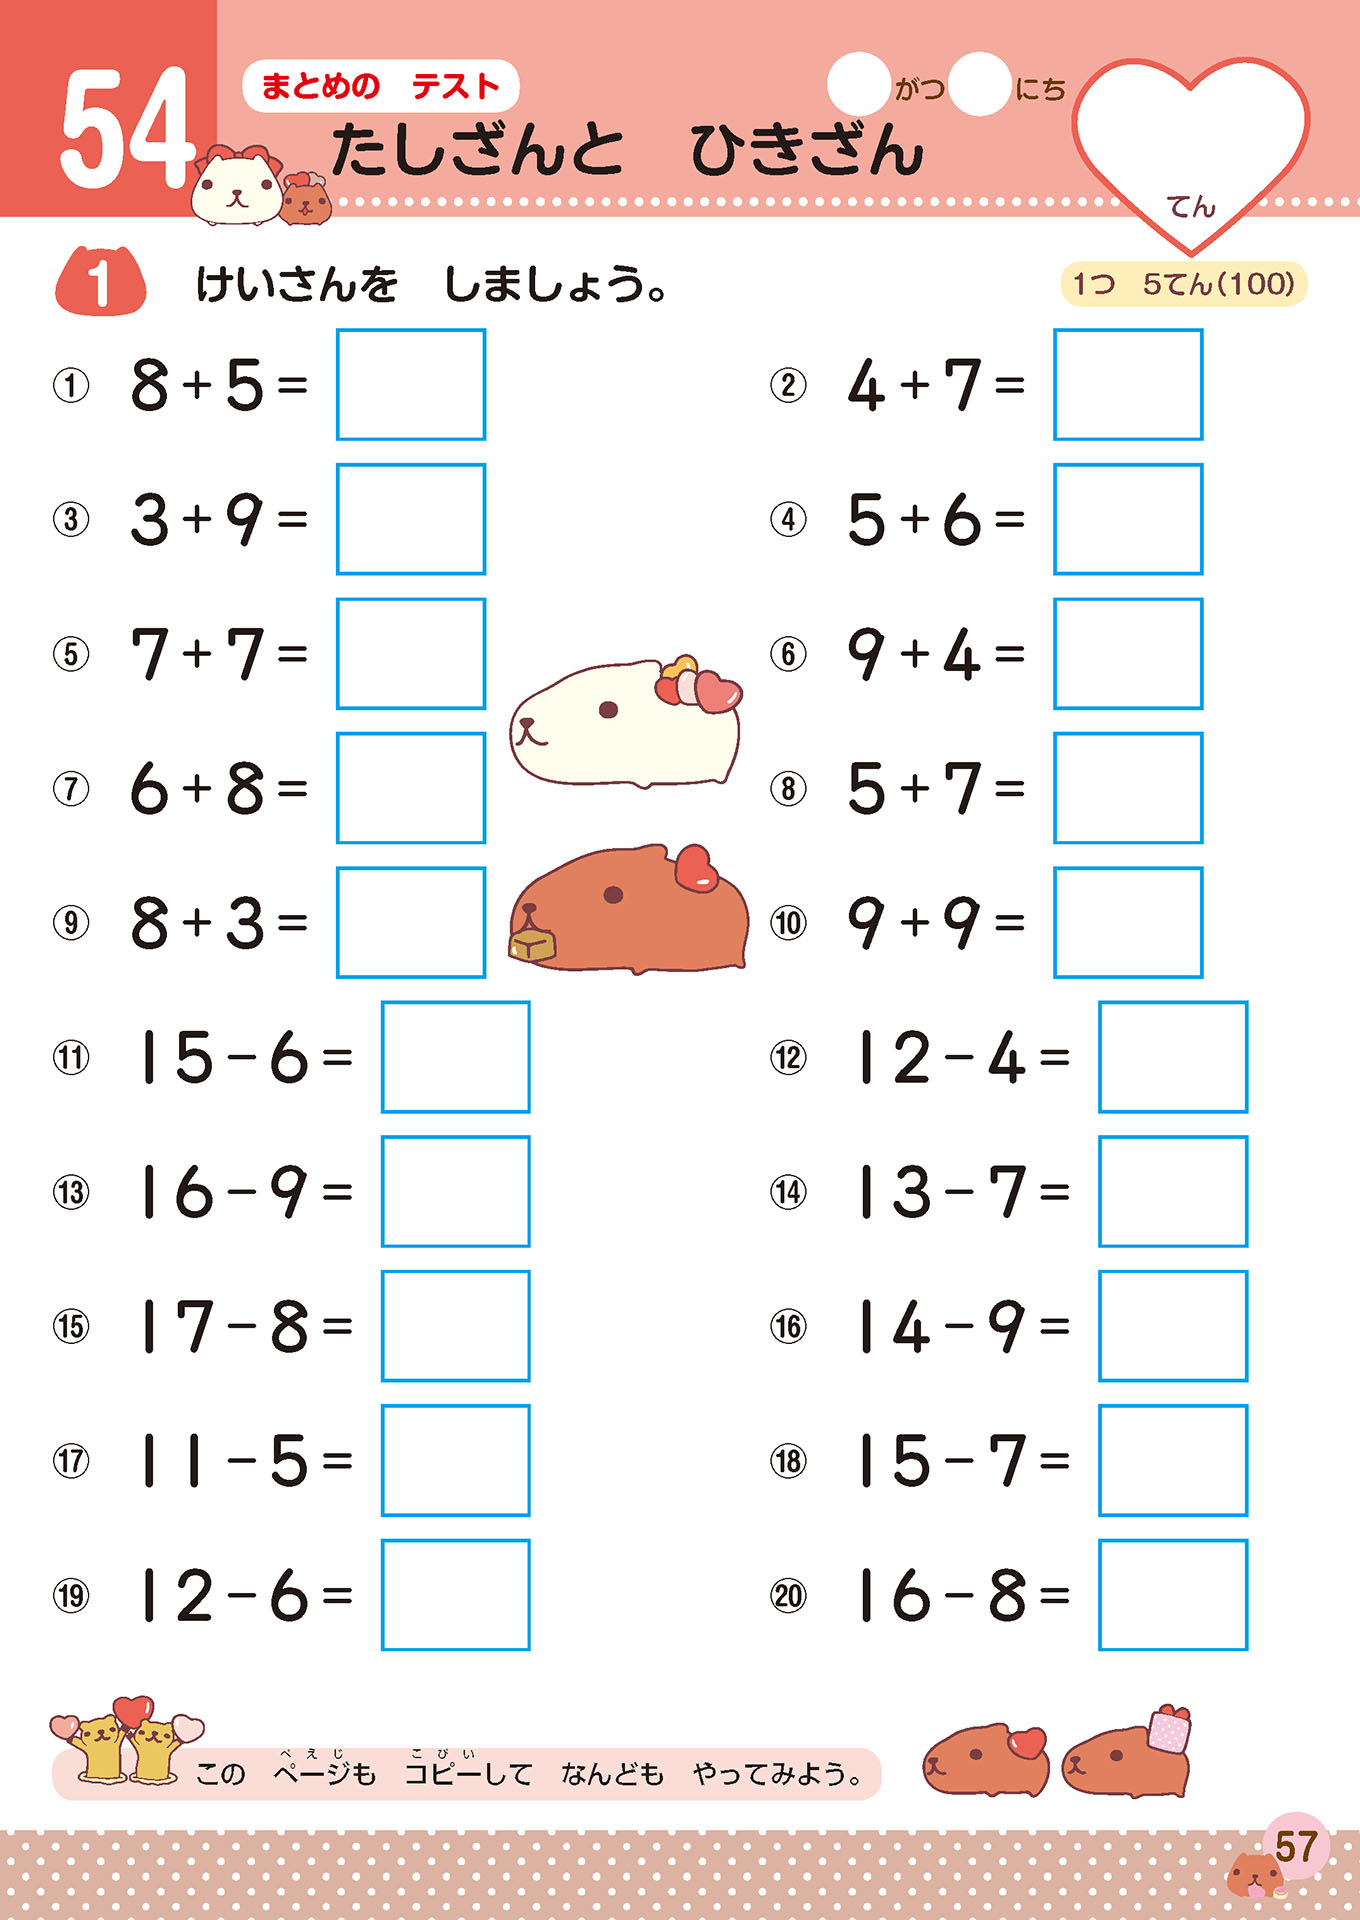 54
まとめの　テスト
がつ　にち
たしざんと　ひきざん
てん
1　けいさんを　しましょう。
1つ　5てん(100)
① 8+5=
② 4+7=
③ 3+9=
④ 5+6=
⑤ 7+7=
⑥ 9+4=
⑦ 6+8=
⑧ 5+7=
⑨ 8+3=
⑩ 9+9=
⑪ 15-6=
⑫ 12-4=
⑬ 16-9=
⑭ 13-7=
⑮ 17-8=
⑯ 14-9=
⑰ 11-5=
⑱ 15-7=
⑲ 12-6=
⑳ 16-8=
ぺえじ　こぴい
この　ページも　コピーして　なんども　やってみよう。
57